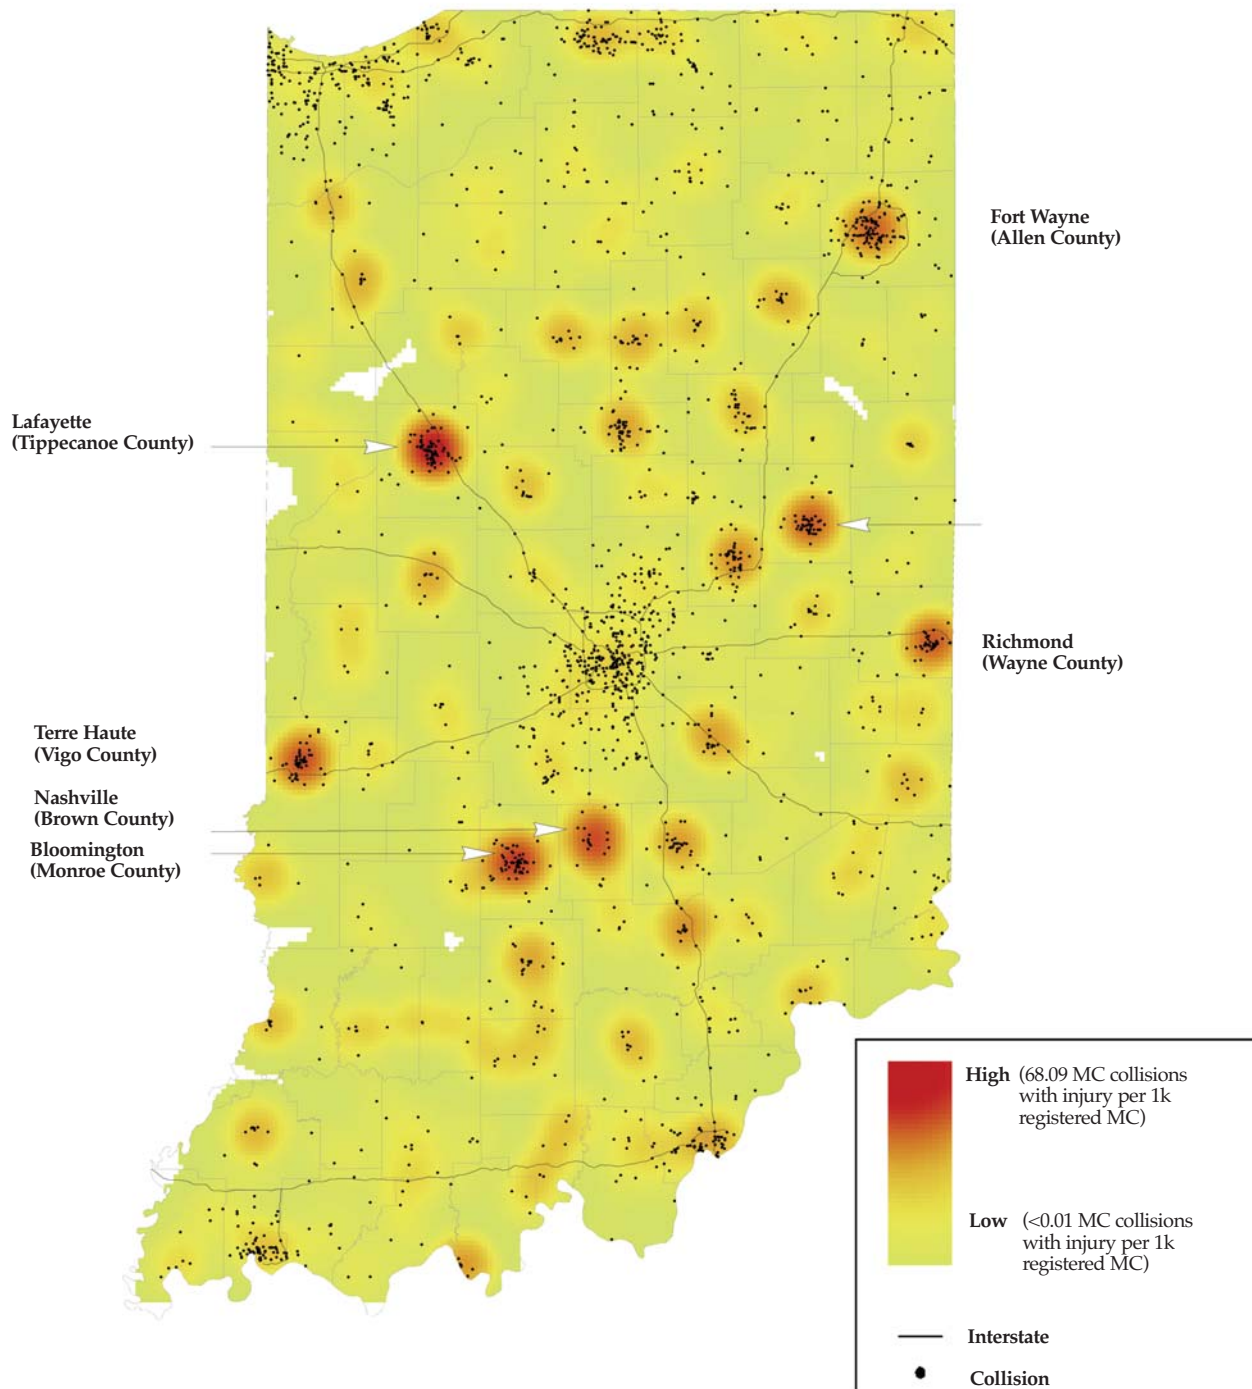 Fort Wayne
(Allen County)
Lafayette
(Tippecanoe County)
Richmond
(Wayne County)
Terre Haute
(Vigo County)
Nashville
(Brown County)
Bloomington
(Monroe County)
High (68.09 MC collisions
with injury per 1k
registered MC)
Low (<0.01 MC collisions
with injury per 1k
registered MC)
Interstate
Collision